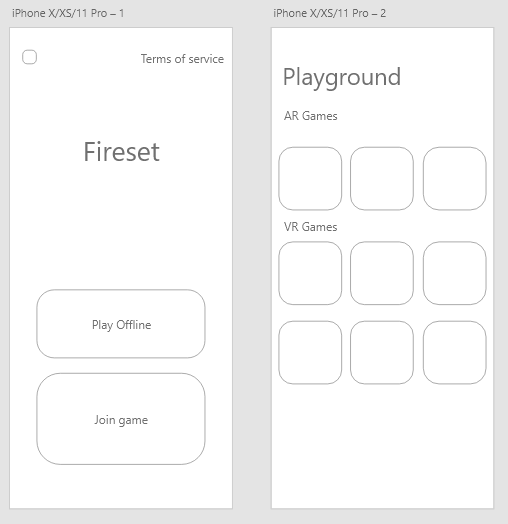 iPhone X/XS/11 Pro – 1
Terms of service
Fireset
Play Offline
Join game
iPhone X/XS/11 Pro – 2
Playground
AR Games
VR Games